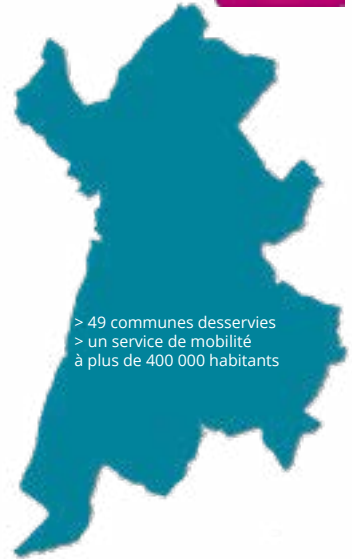 > 49 communes desservies
> un service de mobilité
à plus de 400 000 habitants